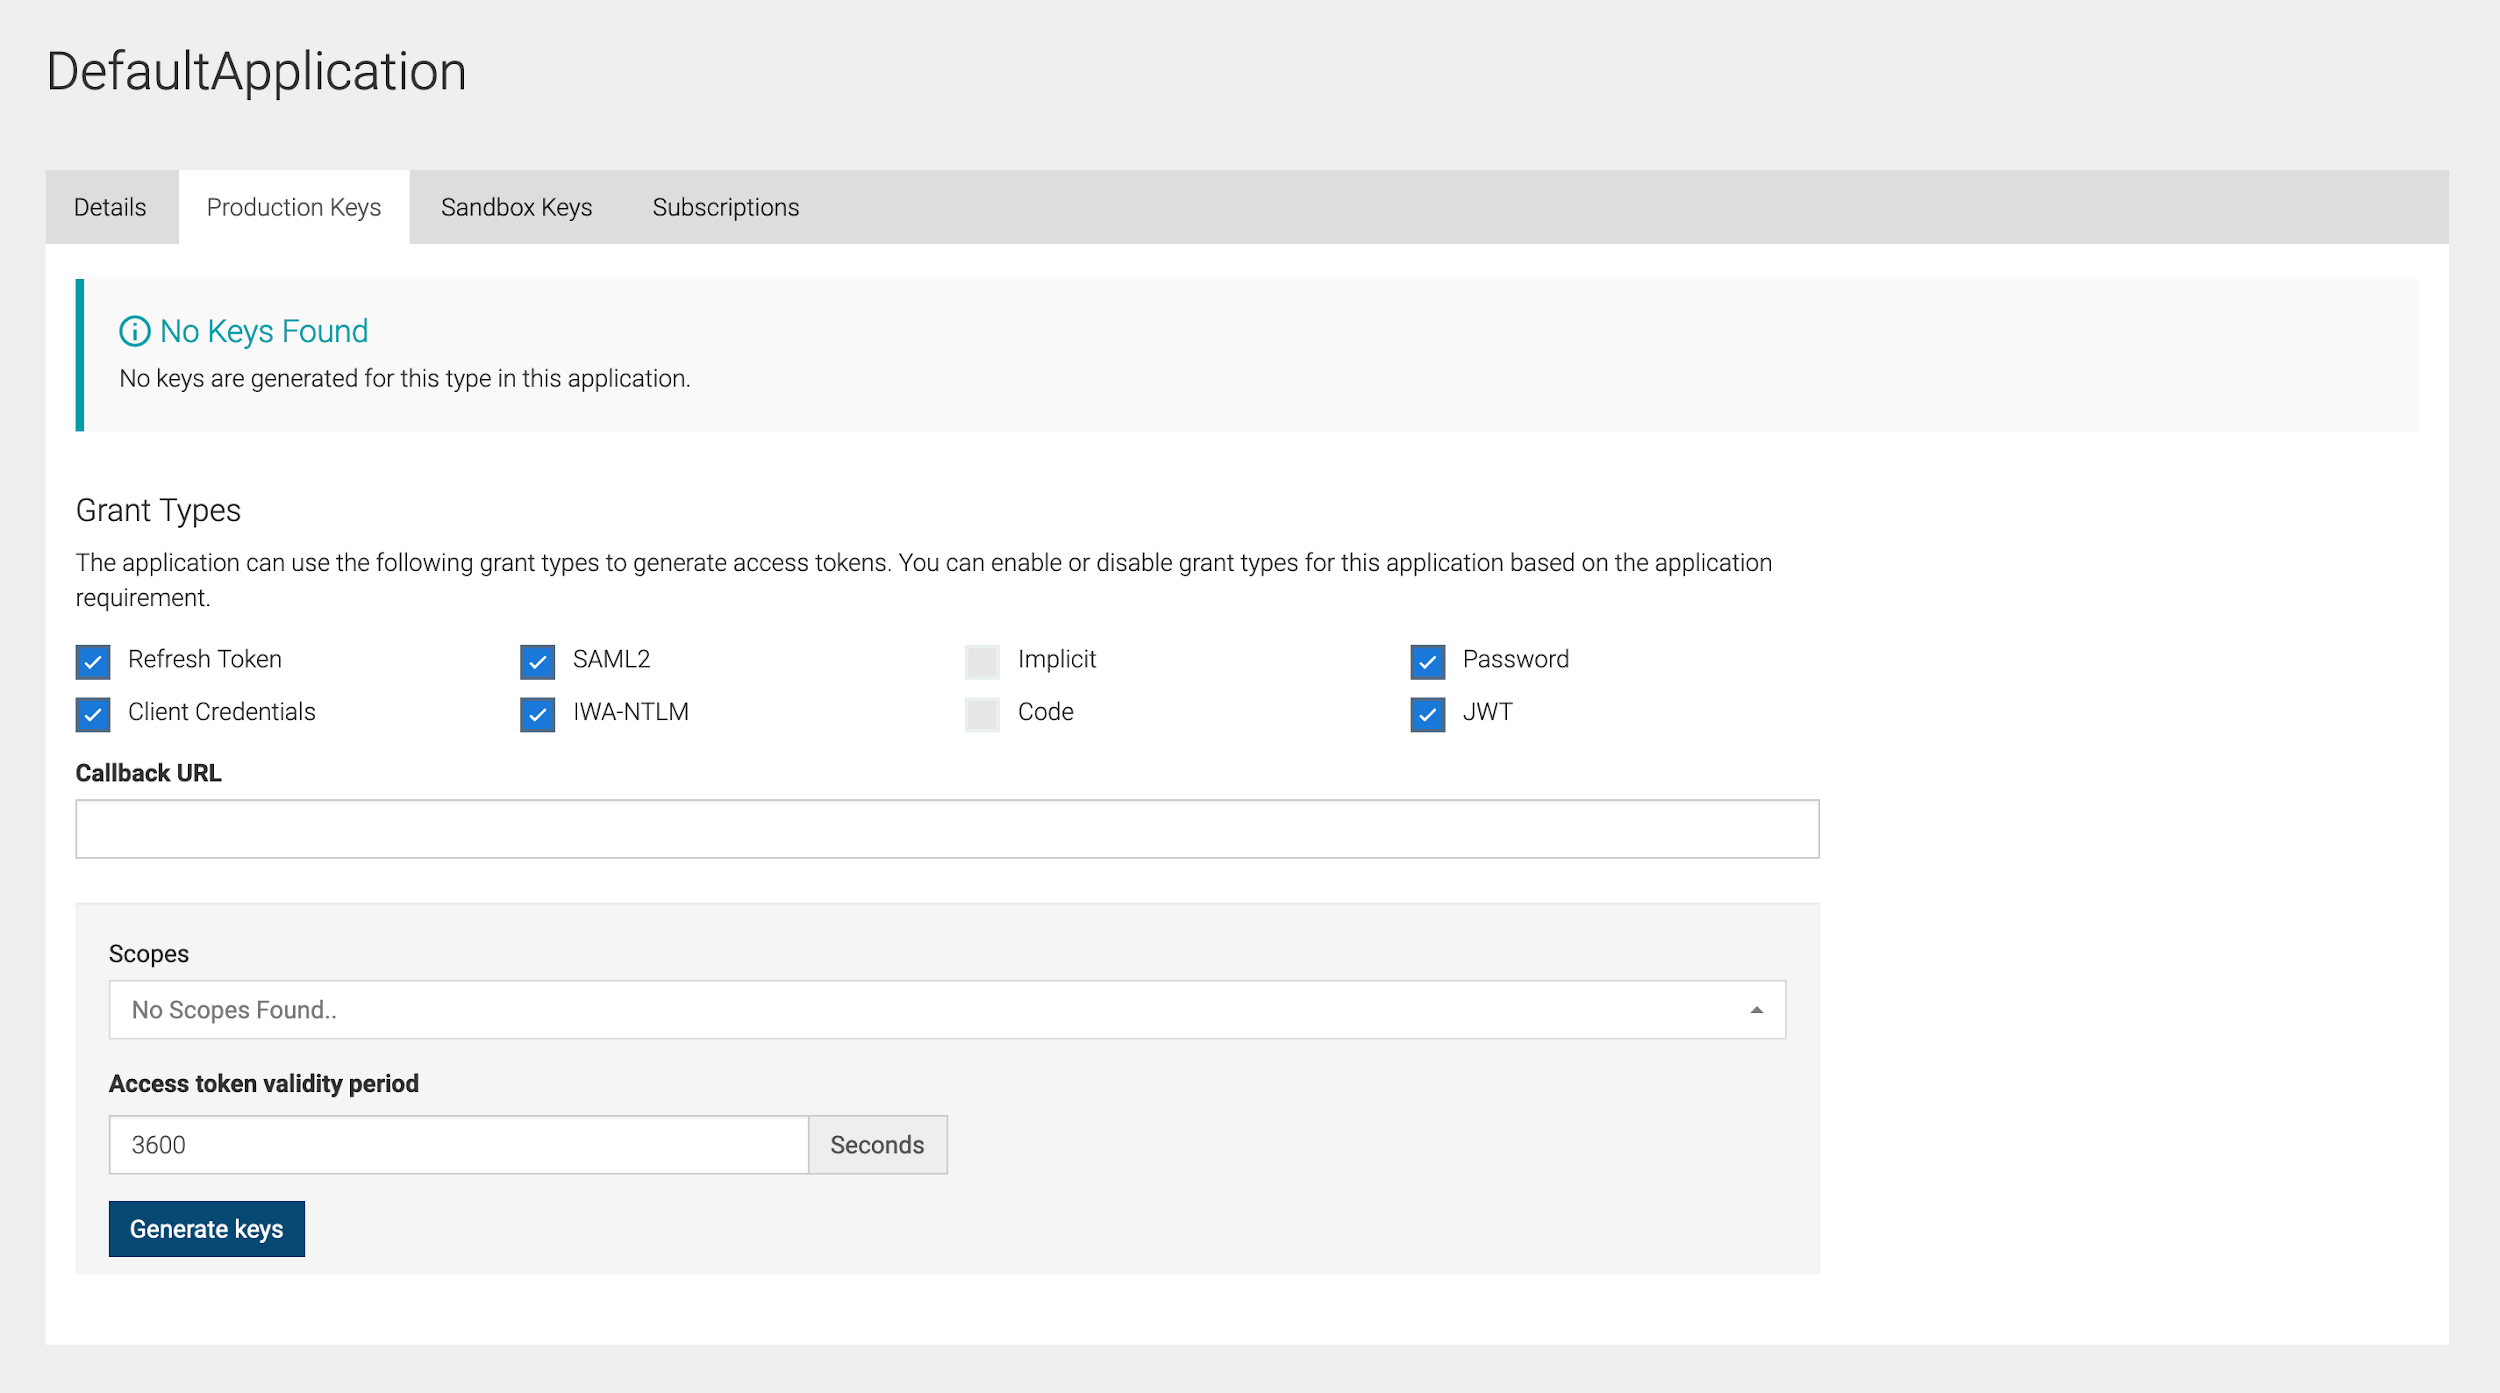 DefaultApplication
Details Production Keys Sandbox Keys Subscriptions
No Keys Found
No keys are generated for this type in this application.
Grant Types
The application can use the following grant types to generate access tokens. You can enable or disable grant types for this application based on the application
requirement.
Refresh Token SAML2 Implicit Password
Client Credentials IWA-NTLM Code JWT
Callback URL
Scopes
No Scopes Found..
Access token validity period
3600 Seconds
Generate keys